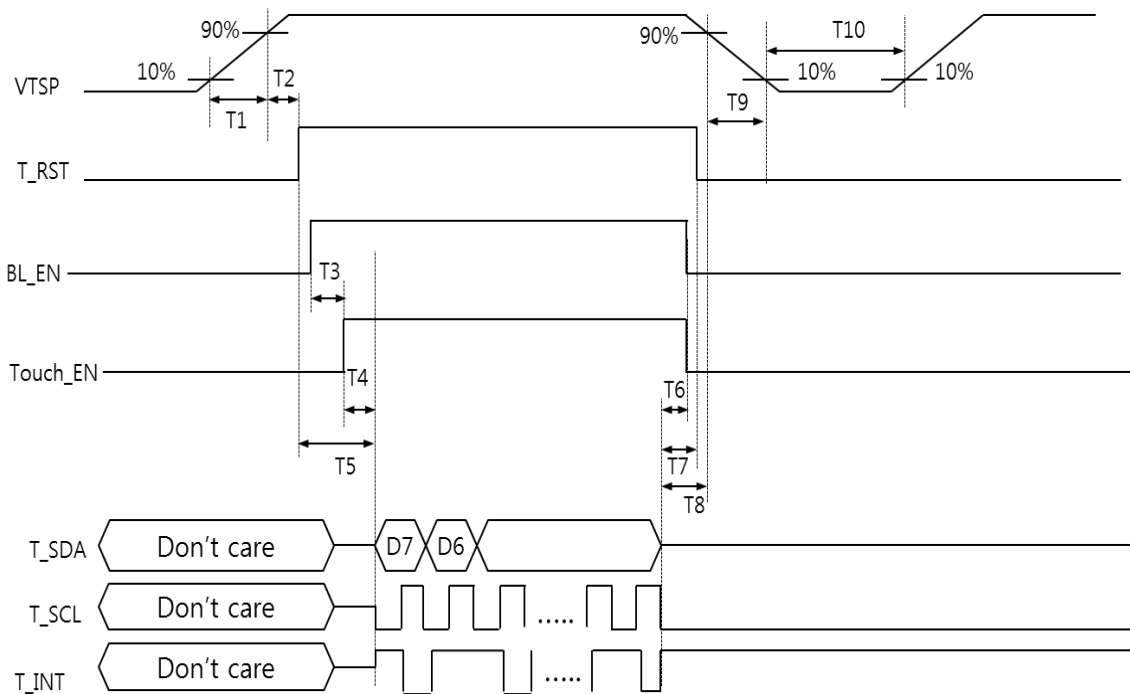 90% 90% T10
10% T2 10% 10%
VTSP
T1 T9
T_RST
BL_EN T3
Touch_EN
T4 T6
T5 T7
T8
T_SDA Don't care D7 D6
T_SCL Don't care .....
T_INT Don't care .....